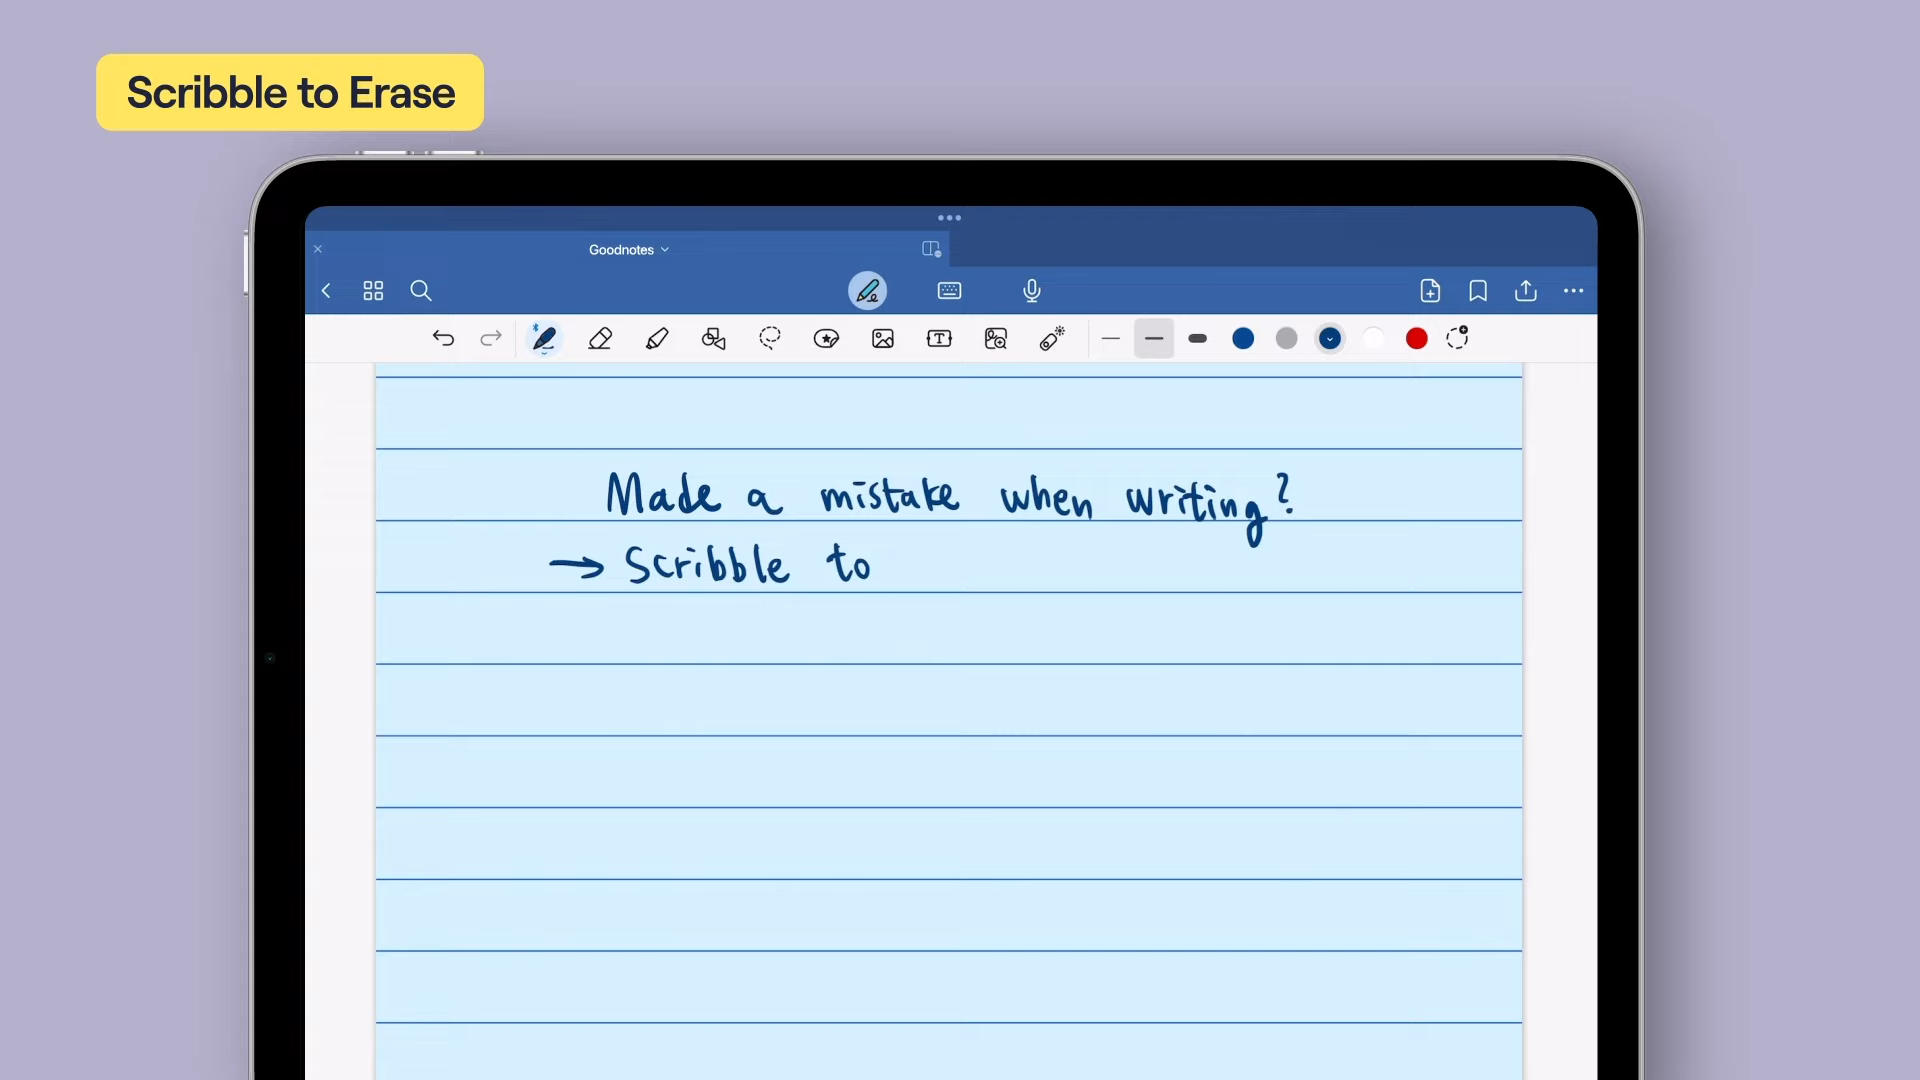 Scribble to Erase
Goodnotes
Made a mistake when writing?
→ Scribble to